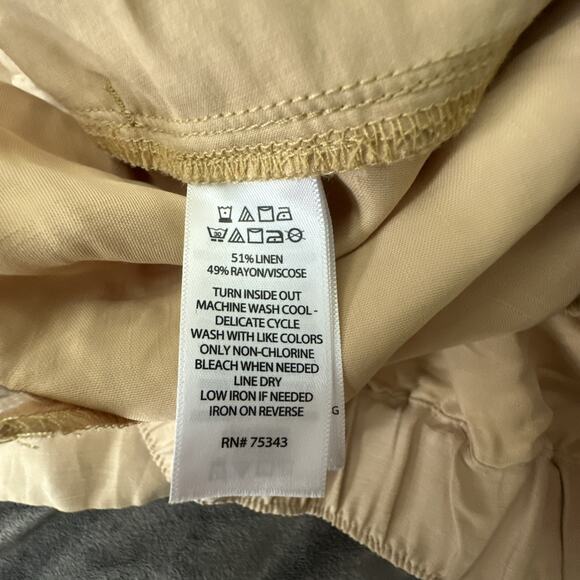 30
51% LINEN
49% RAYON/VISCOSE
TURN INSIDE OUT
MACHINE WASH COOL -
DELICATE CYCLE
WASH WITH LIKE COLORS
ONLY NON-CHLORINE
BLEACH WHEN NEEDED
LINE DRY
LOW IRON IF NEEDED
IRON ON REVERSE
G
RN# 75343